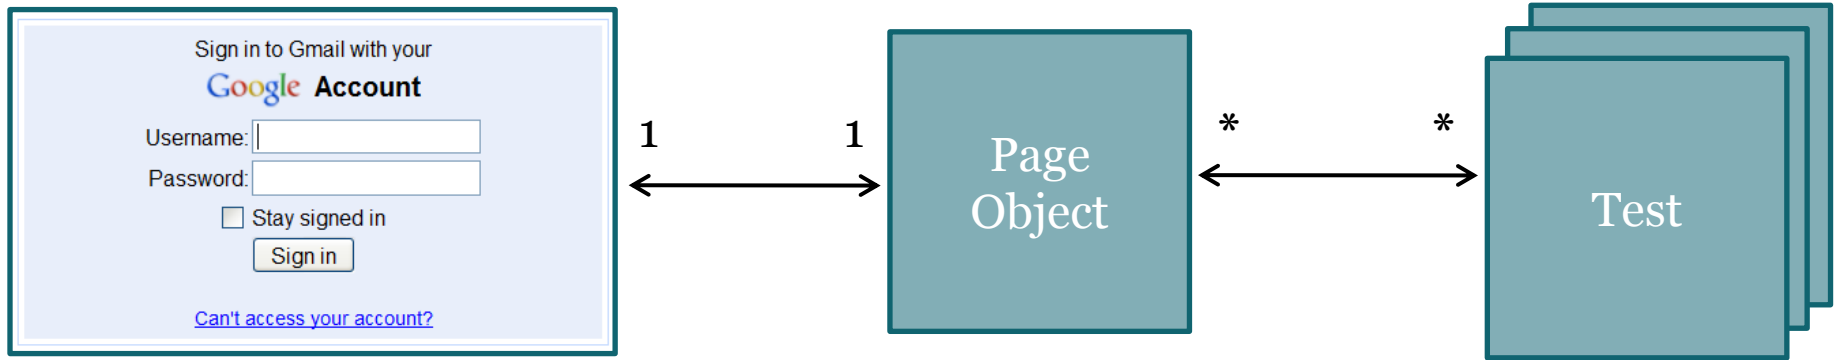 Sign in to Gmail with your
Google Account
Username:
Password:
Stay signed in
Sign in
Can't access your account?
1 1
Page
Object
* *
Test